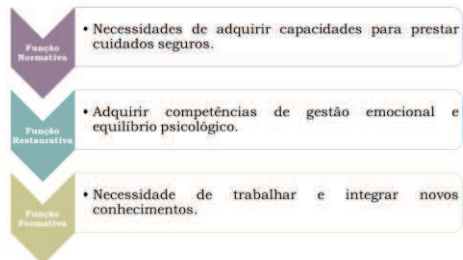 Função
Normativa
• Necessidades de adquirir capacidades para prestar
cuidados seguros.
Função
Restaurativa
• Adquirir competências de gestão emocional e
equilíbrio psicológico.
Função
Formativa
• Necessidade de trabalhar e integrar novos
conhecimentos.